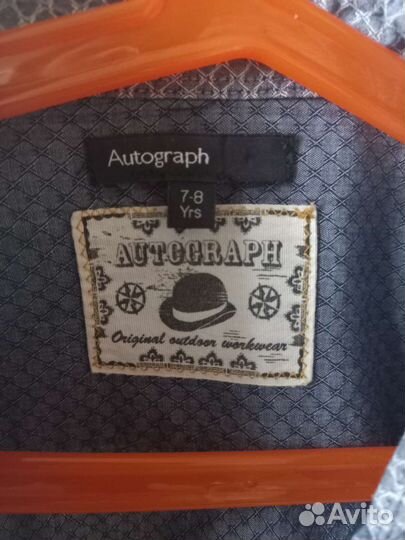 Autograph
7-8
Yrs
AUTOGRAPH
Original outdoor workwear
Avito